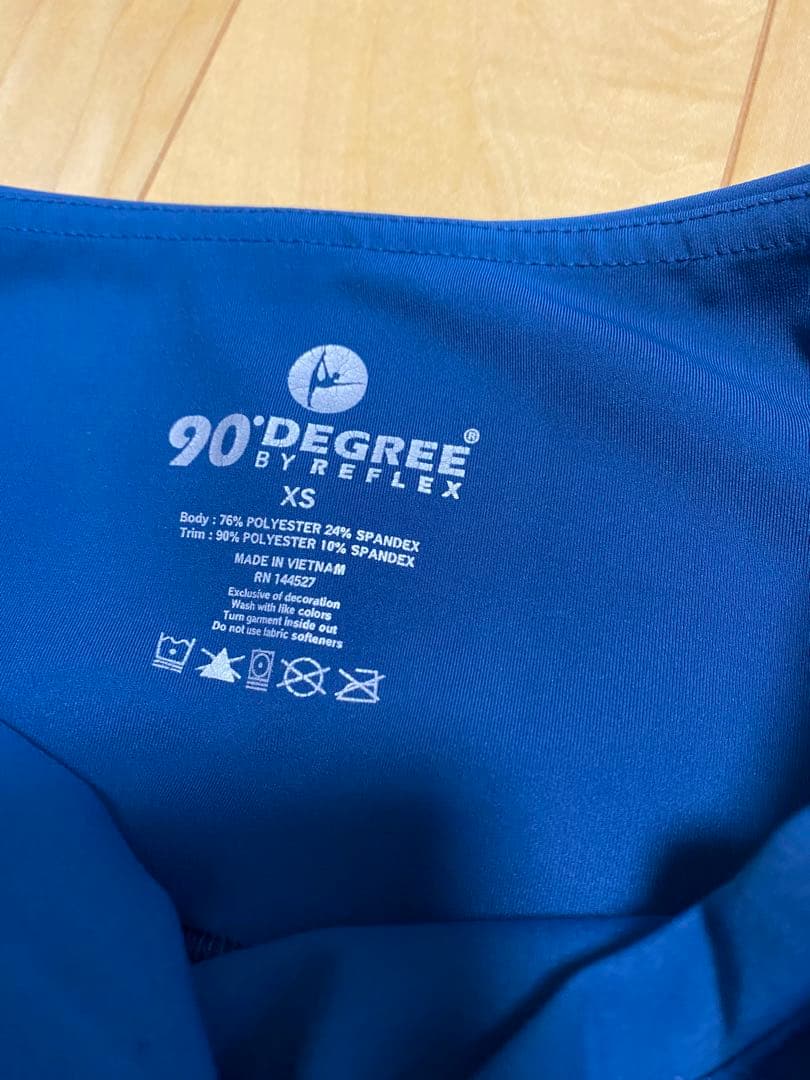 90°DEGREE®
BY REFLEX
XS
Body : 76% POLYESTER 24% SPANDEX
Trim : 90% POLYESTER 10% SPANDEX
MADE IN VIETNAM
RN 144527
Exclusive of decoration
Wash with like colors
Turn garment inside out
Do not use fabric softeners